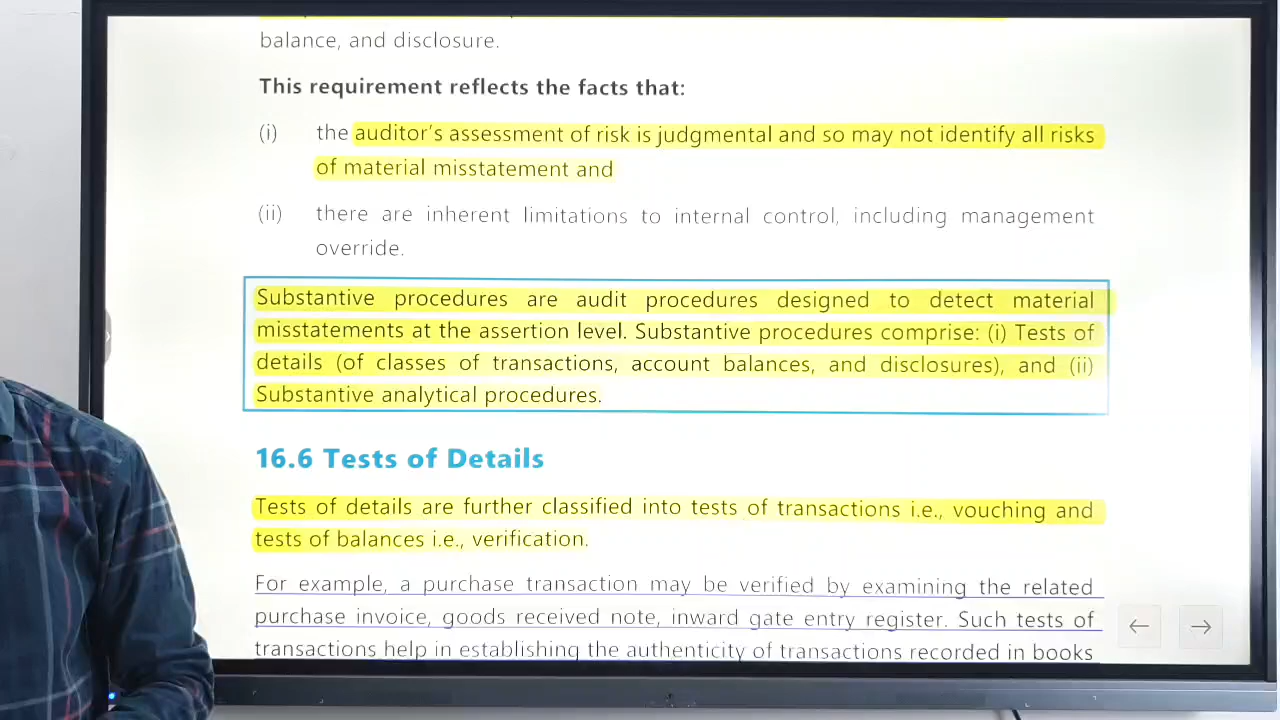 balance, and disclosure.
This requirement reflects the facts that:
(i) the auditor's assessment of risk is judgmental and so may not identify all risks
of material misstatement and
(ii) there are inherent limitations to internal control, including management
override.
Substantive procedures are audit procedures designed to detect material
misstatements at the assertion level. Substantive procedures comprise: (i) Tests of
details (of classes of transactions, account balances, and disclosures), and (ii)
Substantive analytical procedures.
16.6 Tests of Details
Tests of details are further classified into tests of transactions i.e., vouching and
tests of balances i.e., verification.
For example, a purchase transaction may be verified by examining the related
purchase invoice, goods received note, inward gate entry register. Such tests of
transactions help in establishing the authenticity of transactions recorded in books